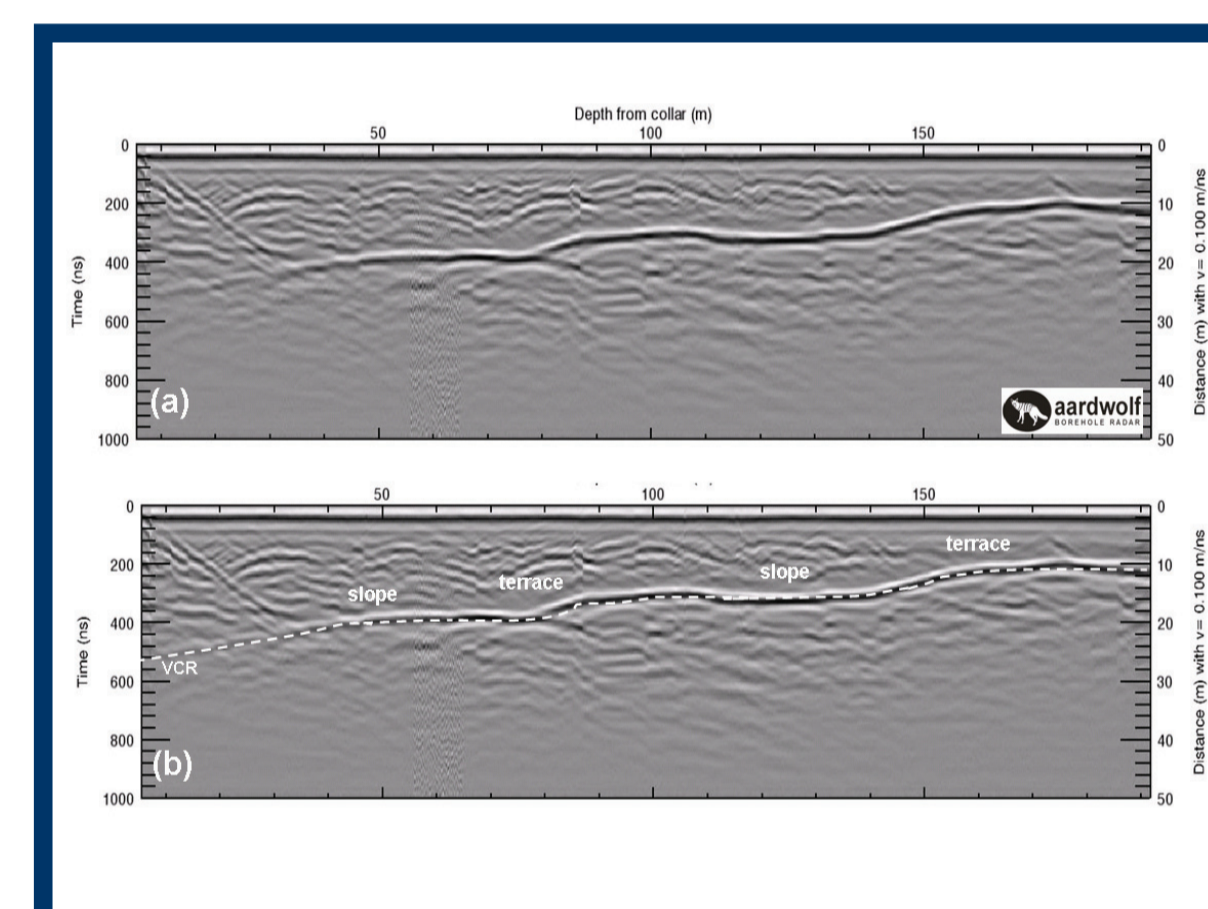 Depth from collar (m)
50 100 150
0 0
200 10
400 20
600 30
800 40
1000 50
Time (ns)
Distance (m) with v= 0.100 m/ns
(a)
aardwolf
BOREHOLE RADAR
50 100 150
0 0
200 10
400 20
600 30
800 40
1000 50
Time (ns)
Distance (m) with v= 0.100 m/ns
terrace
slope
terrace
slope
VCR
(b)